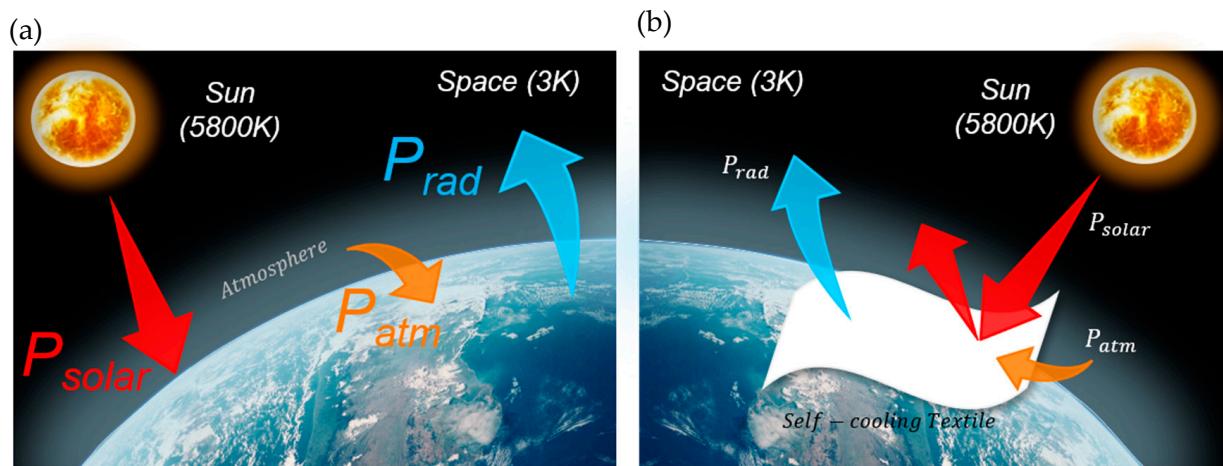 (a)
Sun
(5800K)
Space (3K)
P_rad
Atmosphere
P_atm
P_solar
(b)
Space (3K)
Sun
(5800K)
P_rad
P_solar
P_atm
Self − cooling Textile